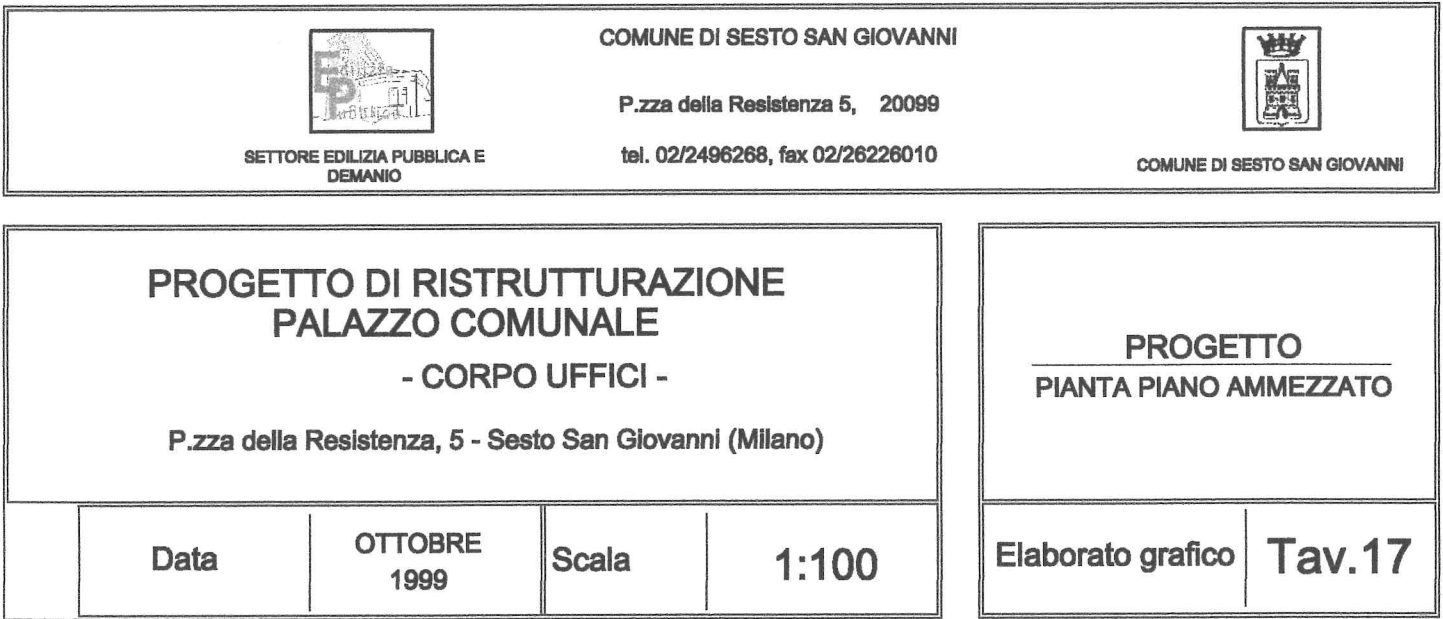 COMUNE DI SESTO SAN GIOVANNI
P.zza della Resistenza 5, 20099
tel. 02/2496268, fax 02/26226010
Edilizia
Pubblica
SETTORE EDILIZIA PUBBLICA E
DEMANIO
COMUNE DI SESTO SAN GIOVANNI
PROGETTO DI RISTRUTTURAZIONE
PALAZZO COMUNALE
- CORPO UFFICI -
P.zza della Resistenza, 5 - Sesto San Giovanni (Milano)
Data
OTTOBRE
1999
Scala
1:100
PROGETTO
PIANTA PIANO AMMEZZATO
Elaborato grafico
Tav.17